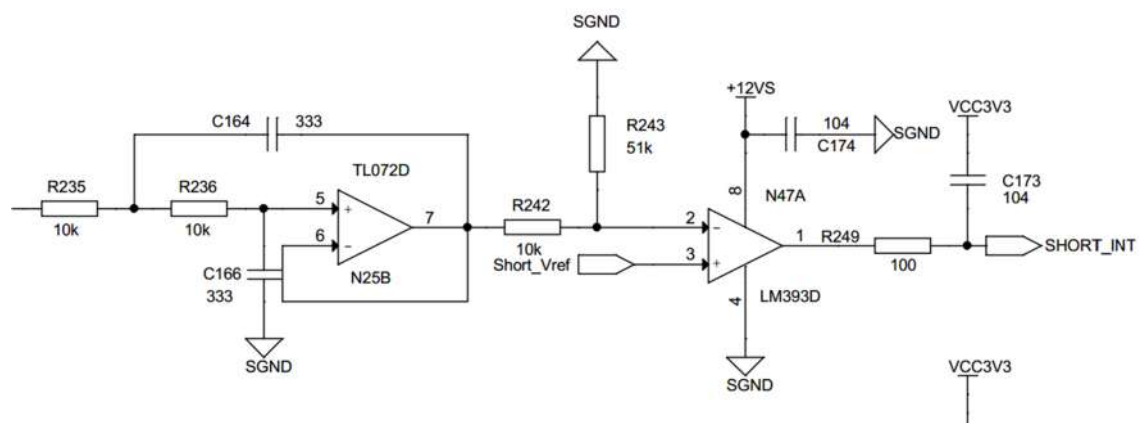 SGND
+12VS
VCC3V3
C164
333
R243
51k
104
C174
SGND
TL072D
R235
R236
5
8
N47A
C173
104
7
R242
2
10k
10k
6
10k
1
R249
SHORT_INT
C166
333
N25B
Short_Vref
3
100
4
LM393D
SGND
SGND
VCC3V3